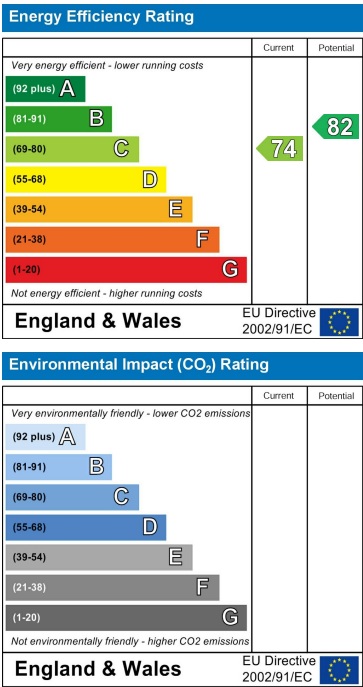 Energy Efficiency Rating
Current Potential
Very energy efficient - lower running costs
(92 plus) A
(81-91) B
(69-80) C
(55-68) D
(39-54) E
(21-38) F
(1-20) G
74
82
Not energy efficient - higher running costs
England & Wales
EU Directive
2002/91/EC
Environmental Impact (CO₂) Rating
Current Potential
Very environmentally friendly - lower CO2 emissions
(92 plus) A
(81-91) B
(69-80) C
(55-68) D
(39-54) E
(21-38) F
(1-20) G
Not environmentally friendly - higher CO2 emissions
England & Wales
EU Directive
2002/91/EC